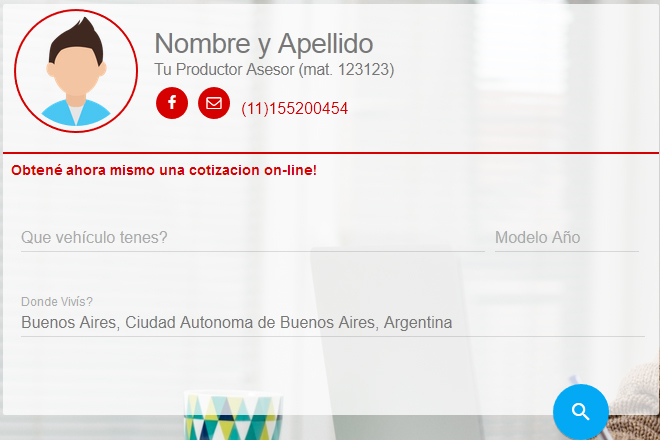 Nombre y Apellido
Tu Productor Asesor (mat. 123123)
(11)155200454
Obtené ahora mismo una cotizacion on-line!
Que vehículo tenes?
Modelo Año
Donde Vivís?
Buenos Aires, Ciudad Autonoma de Buenos Aires, Argentina